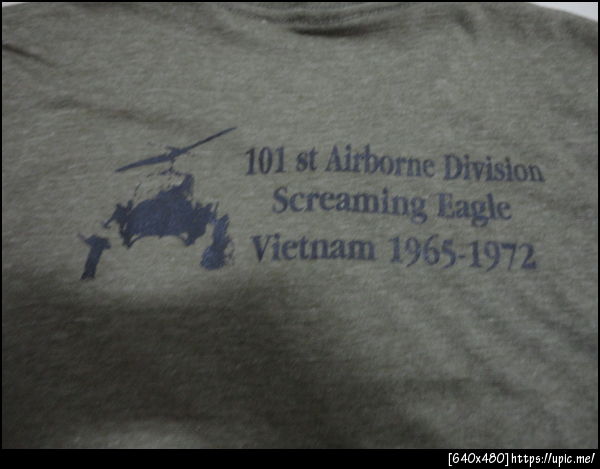 101 st Airborne Division
Screaming Eagle
Vietnam 1965-1972
[640x480]https://upic.me/